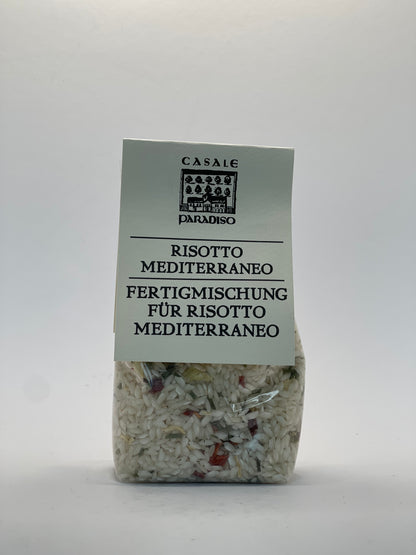 CASALE
PARADISO
RISOTTO
MEDITERRANEO
FERTIGMISCHUNG
FÜR RISOTTO
MEDITERRANEO